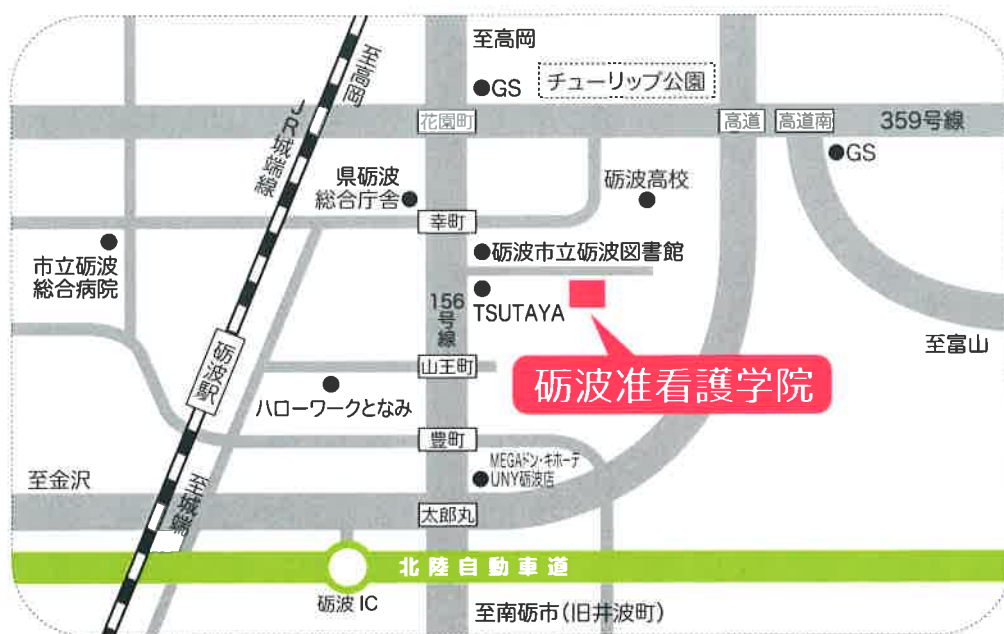 至高岡
GS
チューリップ公園
至高岡
JR城端線
花園町
高道
高道南
359号線
GS
県砺波
総合庁舎
砺波高校
幸町
市立砺波
総合病院
砺波市立砺波図書館
156号線
TSUTAYA
至富山
砺波駅
山王町
砺波准看護学院
ハローワークとなみ
豊町
MEGAドン・キホーテ
UNY砺波店
至金沢
至城端
太郎丸
北陸自動車道
砺波 IC
至南砺市(旧井波町)